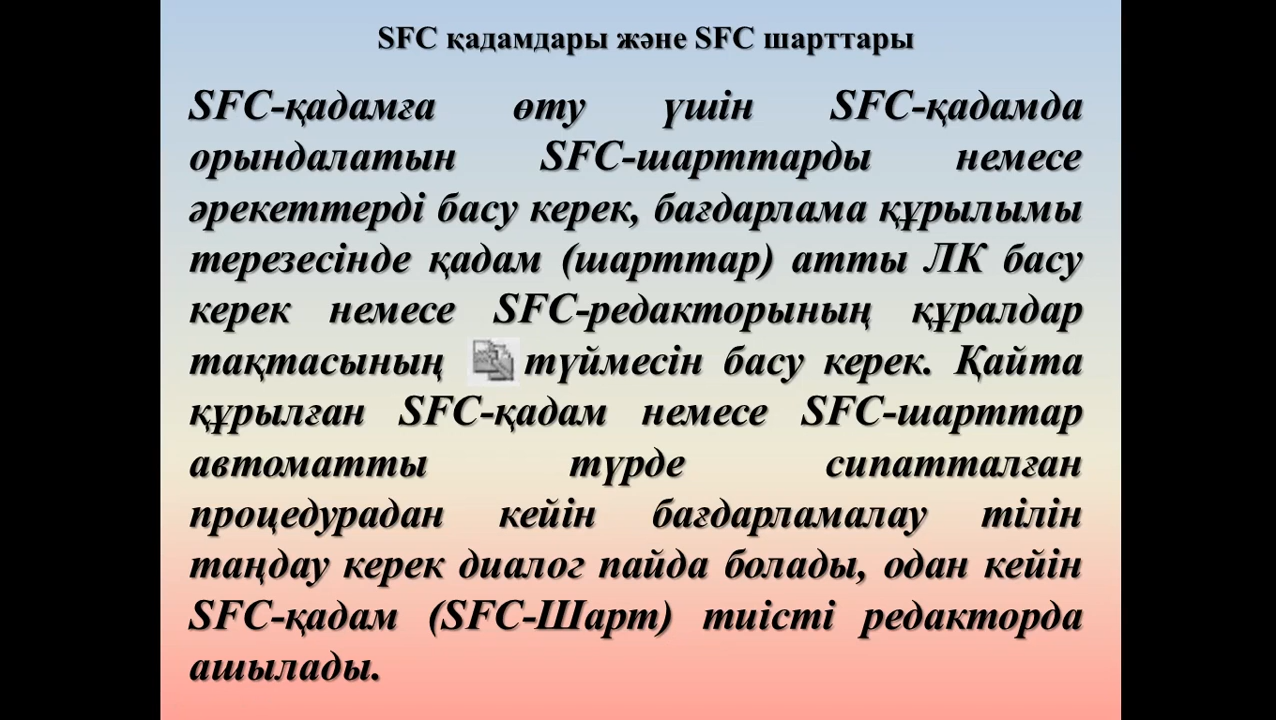 SFC қадамдары және SFC шарттары
SFC-қадамға өту үшін SFC-қадамда
орындалатын SFC-шарттарды немесе
әрекеттерді басу керек, бағдарлама құрылымы
терезесінде қадам (шарттар) атты ЛК басу
керек немесе SFC-редакторының құралдар
тақтасының түймесін басу керек. Қайта
құрылған SFC-қадам немесе SFC-шарттар
автоматты түрде сипатталған
процедурадан кейін бағдарламалау тілін
таңдау керек диалог пайда болады, одан кейін
SFC-қадам (SFC-Шарт) тиісті редакторда
ашылады.